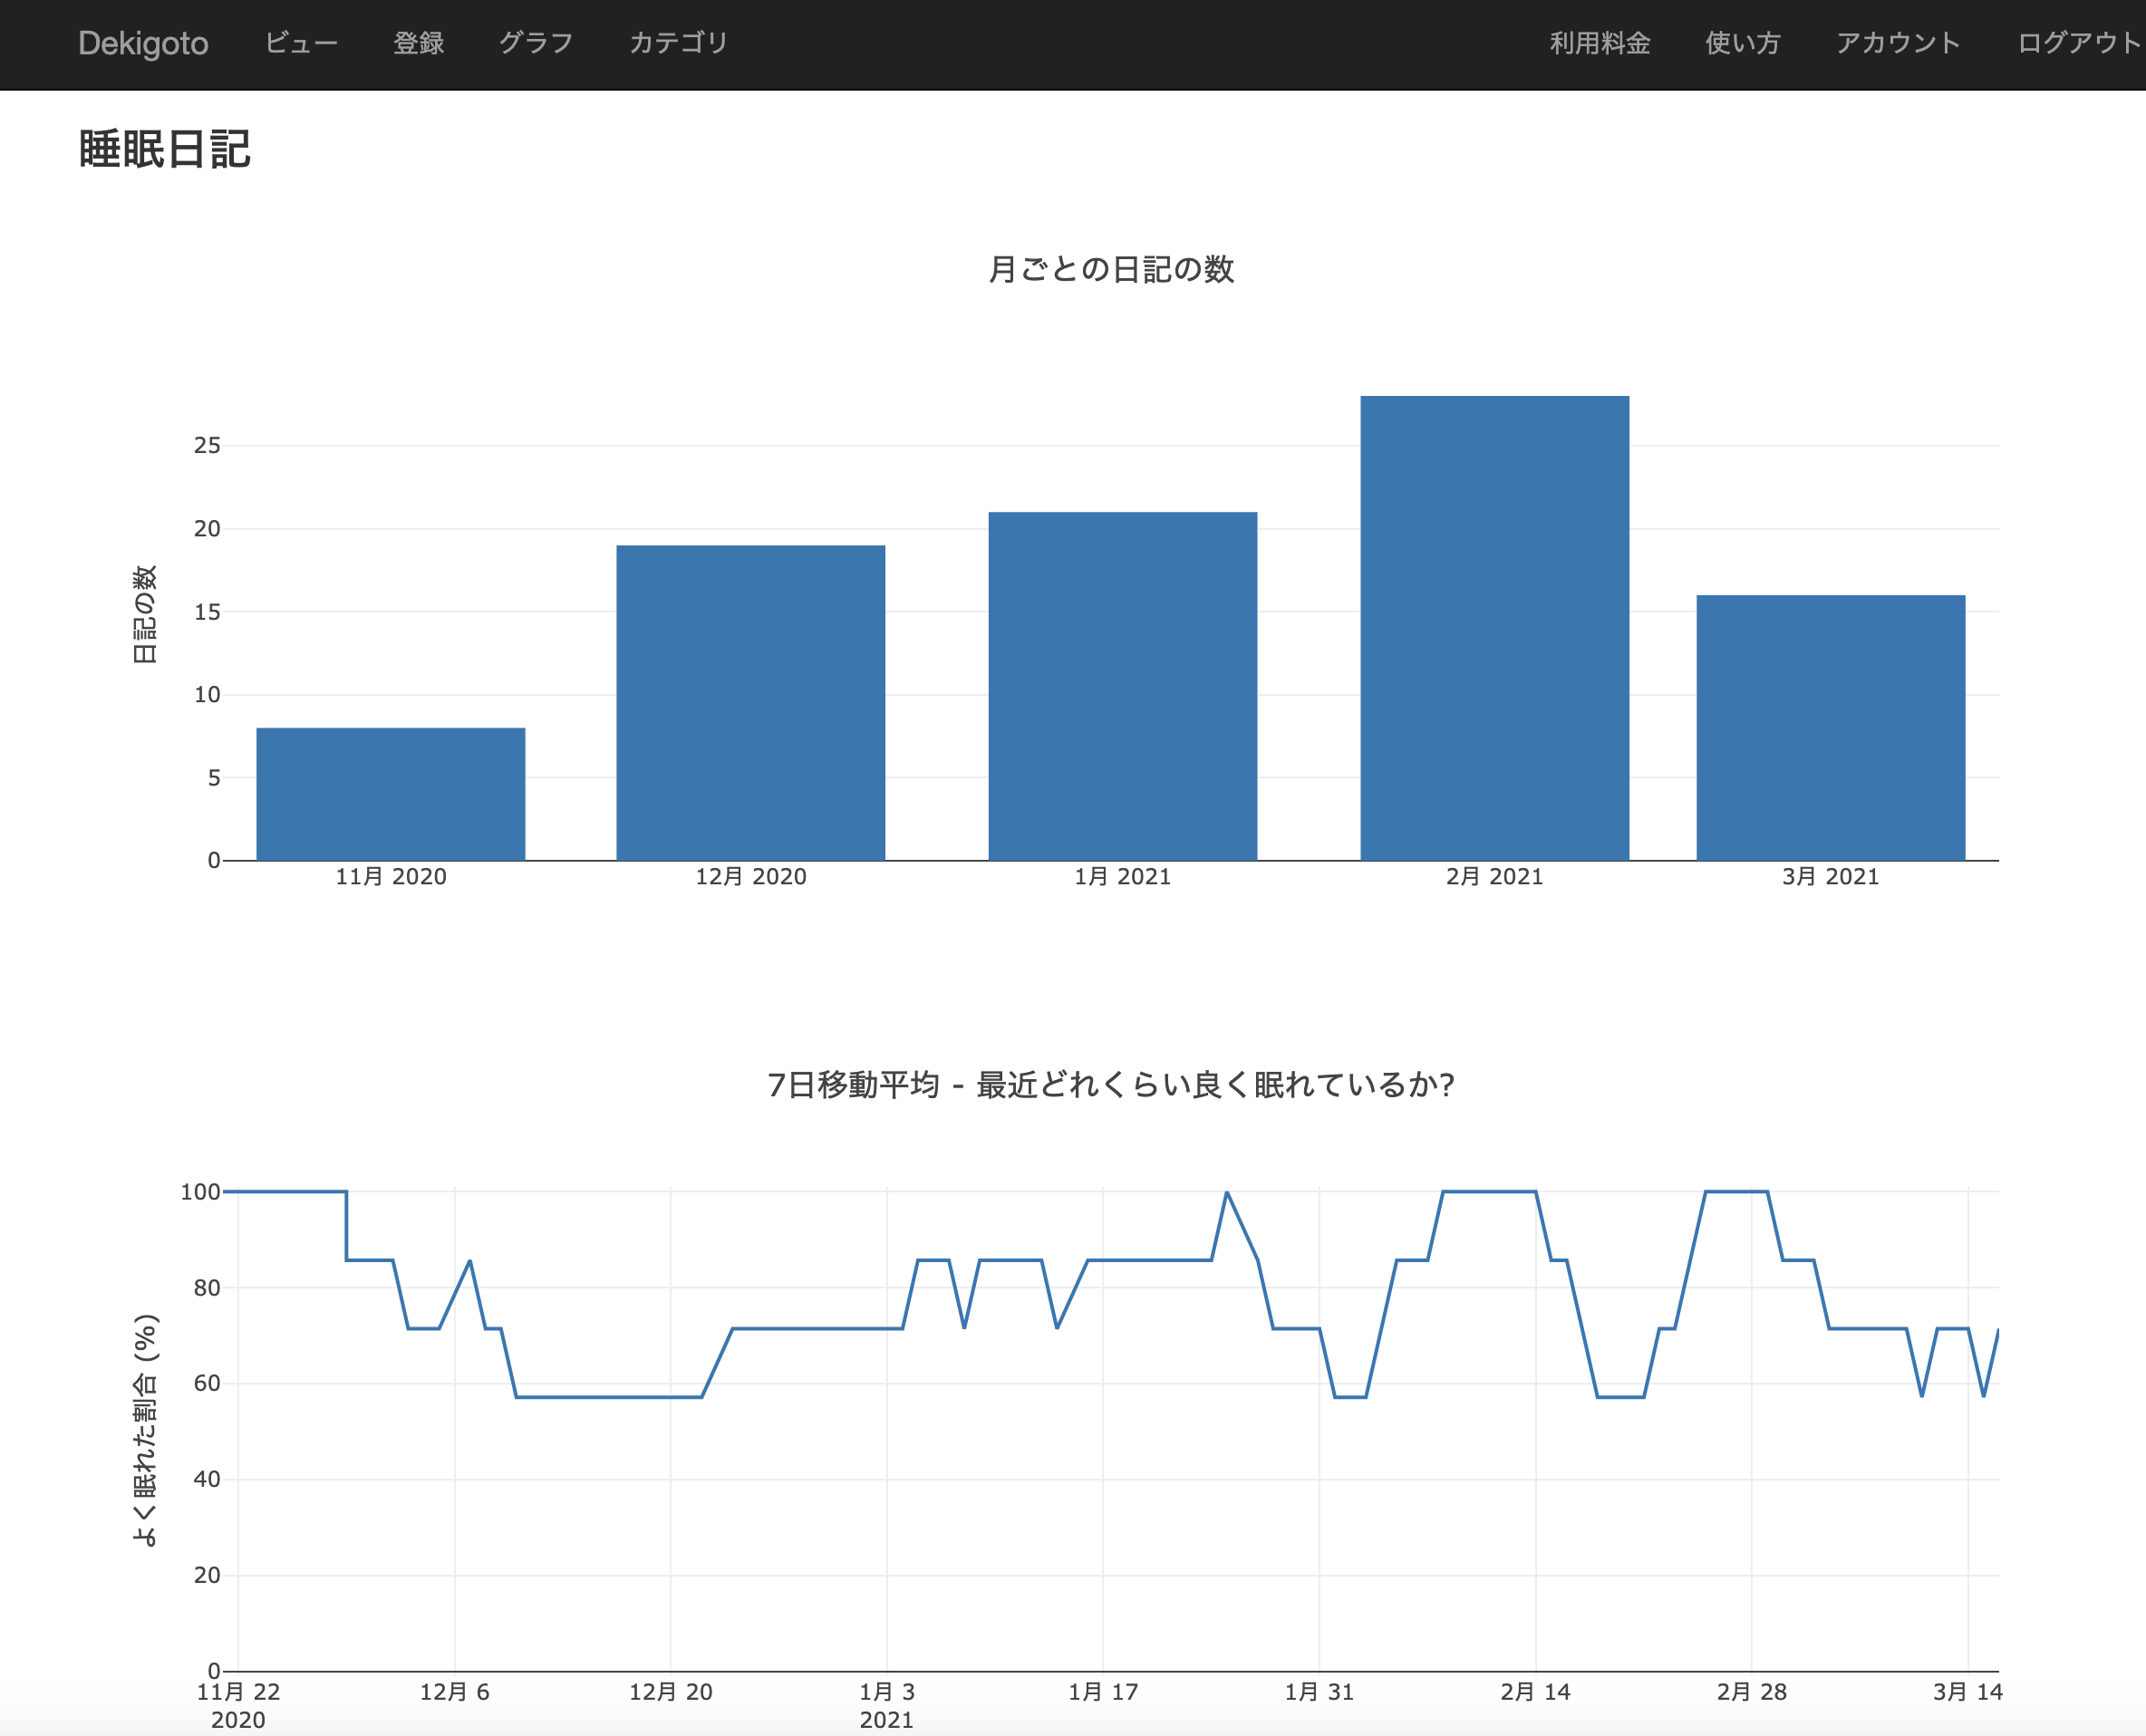 Dekigoto ビュー 登録 グラフ カテゴリ 利用料金 使い方 アカウント ログアウト
睡眠日記
月ごとの日記の数
日記の数
25
20
15
10
5
0
11月 2020 12月 2020 1月 2021 2月 2021 3月 2021
7日移動平均 - 最近どれくらい良く眠れているか?
よく眠れた割合 (%)
100
80
60
40
20
0
11月 22 12月 6 12月 20 1月 3 1月 17 1月 31 2月 14 2月 28 3月 14
2020 2021